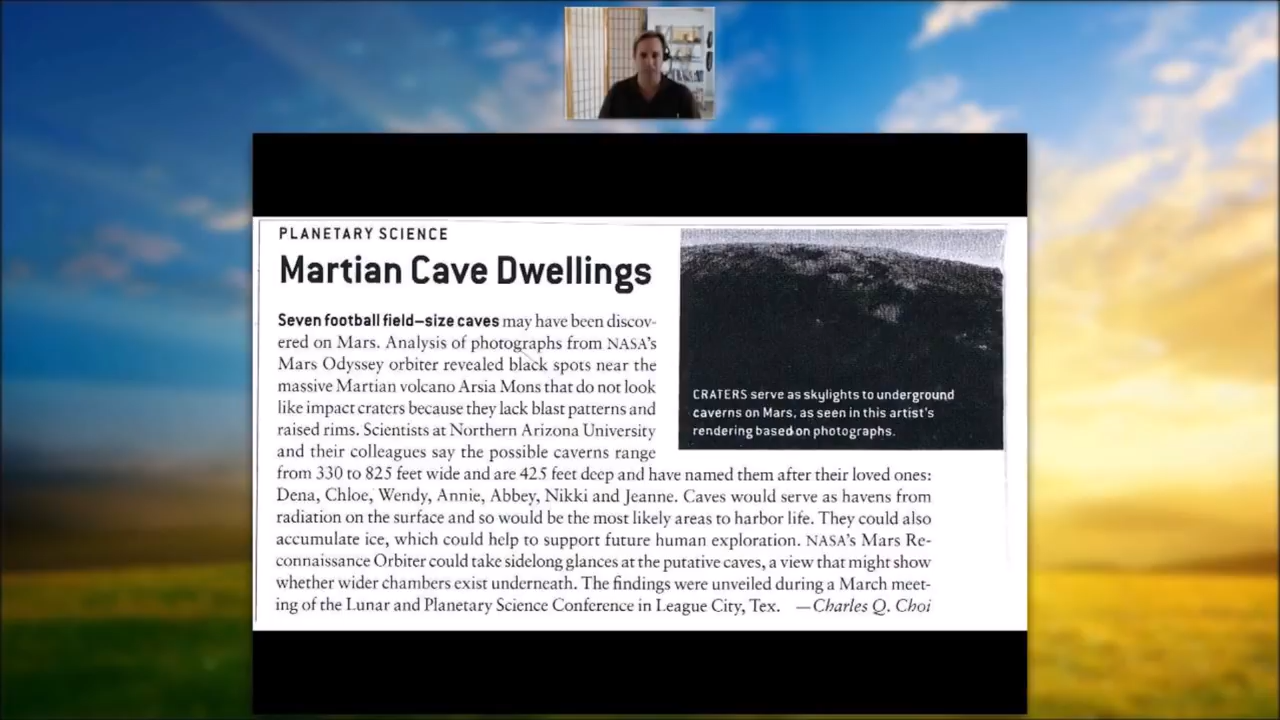 PLANETARY SCIENCE
Martian Cave Dwellings
Seven football field–size caves may have been discov-
ered on Mars. Analysis of photographs from NASA's
Mars Odyssey orbiter revealed black spots near the
massive Martian volcano Arsia Mons that do not look
like impact craters because they lack blast patterns and
raised rims. Scientists at Northern Arizona University
and their colleagues say the possible caverns range
from 330 to 825 feet wide and are 425 feet deep and have named them after their loved ones:
Dena, Chloe, Wendy, Annie, Abbey, Nikki and Jeanne. Caves would serve as havens from
radiation on the surface and so would be the most likely areas to harbor life. They could also
accumulate ice, which could help to support future human exploration. NASA's Mars Re-
connaissance Orbiter could take sidelong glances at the putative caves, a view that might show
whether wider chambers exist underneath. The findings were unveiled during a March meet-
ing of the Lunar and Planetary Science Conference in League City, Tex. —Charles Q. Choi
CRATERS serve as skylights to underground
caverns on Mars, as seen in this artist's
rendering based on photographs.